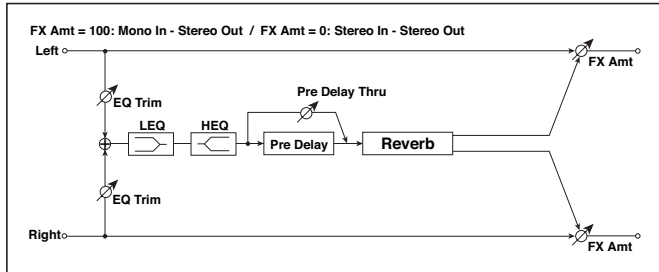 FX Amt = 100: Mono In - Stereo Out / FX Amt = 0: Stereo In - Stereo Out
Left
FX Amt
Pre Delay Thru
EQ Trim
LEQ
HEQ
Pre Delay
Reverb
EQ Trim
Right
FX Amt